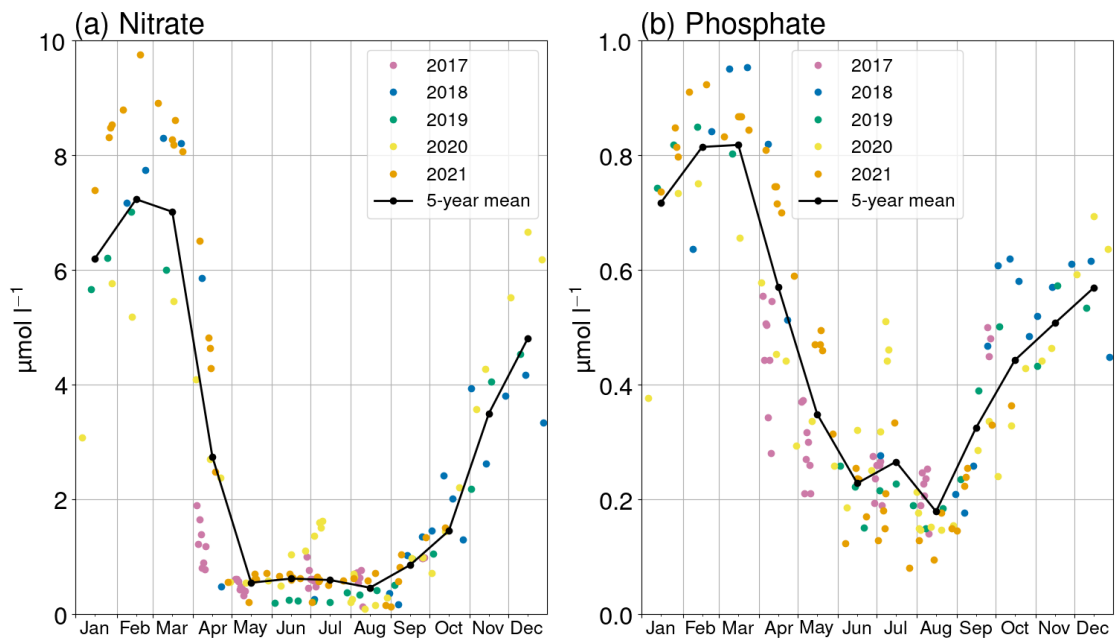 (a) Nitrate
10
8
6
4
2
0
µmol l⁻¹
2017
2018
2019
2020
2021
5-year mean
Jan Feb Mar Apr May Jun Jul Aug Sep Oct Nov Dec
(b) Phosphate
1.0
0.8
0.6
0.4
0.2
0.0
µmol l⁻¹
2017
2018
2019
2020
2021
5-year mean
Jan Feb Mar Apr May Jun Jul Aug Sep Oct Nov Dec